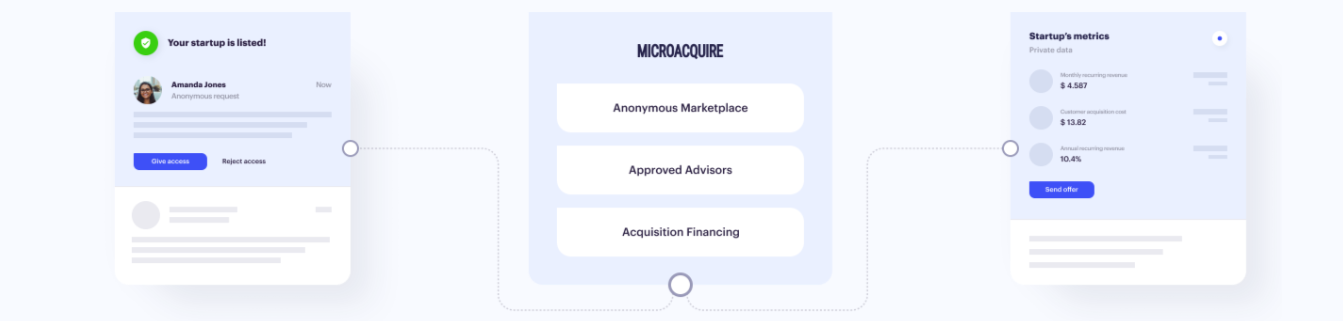 Your startup is listed!
Amanda Jones
Now
Anonymous request
Give access
Reject access
MICROACQUIRE
Anonymous Marketplace
Approved Advisors
Acquisition Financing
Startup's metrics
Private data
Monthly recurring revenue
$ 4.587
Customer acquisition cost
$ 13.82
Annual recurring revenue
10.4%
Send offer